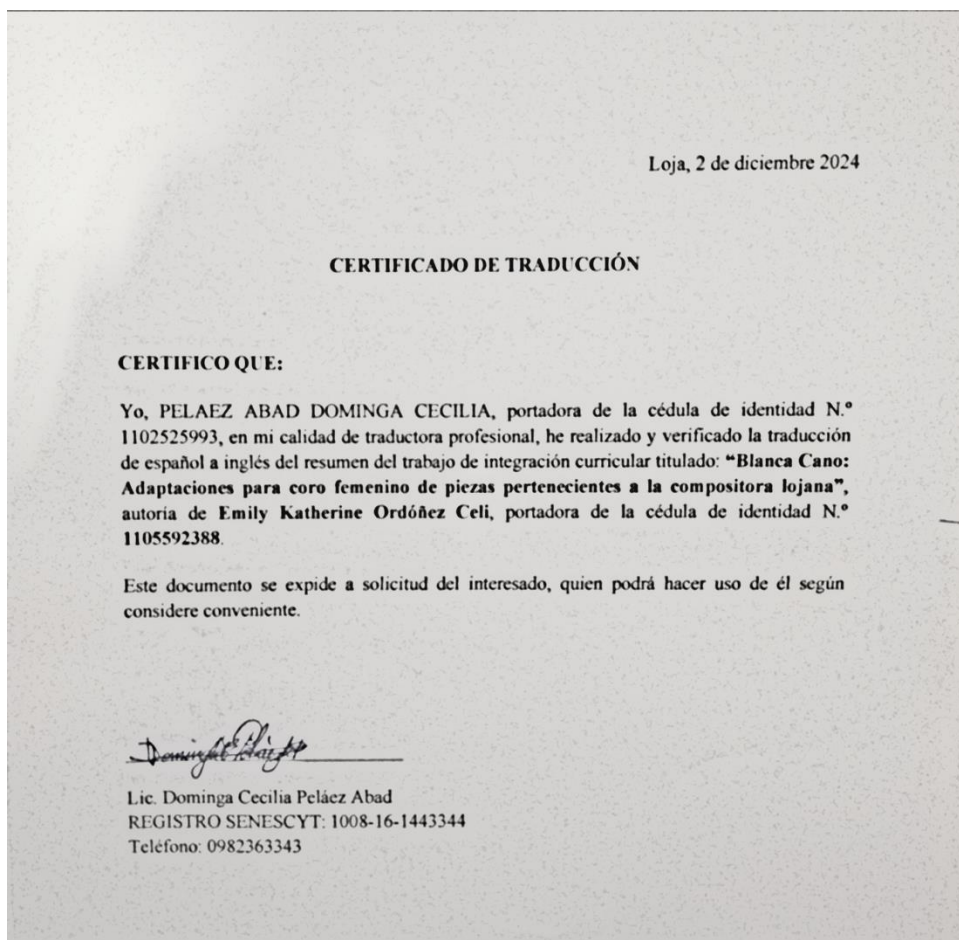 Loja, 2 de diciembre 2024
CERTIFICADO DE TRADUCCIÓN
CERTIFICO QUE:
Yo, PELAEZ ABAD DOMINGA CECILIA, portadora de la cédula de identidad N.º
1102525993, en mi calidad de traductora profesional, he realizado y verificado la traducción
de español a inglés del resumen del trabajo de integración curricular titulado: “Blanca Cano:
Adaptaciones para coro femenino de piezas pertenecientes a la compositora lojana”,
autoría de Emily Katherine Ordóñez Celi, portadora de la cédula de identidad N.º
1105592388.
Este documento se expide a solicitud del interesado, quien podrá hacer uso de él según
considere conveniente.
Lic. Dominga Cecilia Peláez Abad
REGISTRO SENESCYT: 1008-16-1443344
Teléfono: 0982363343